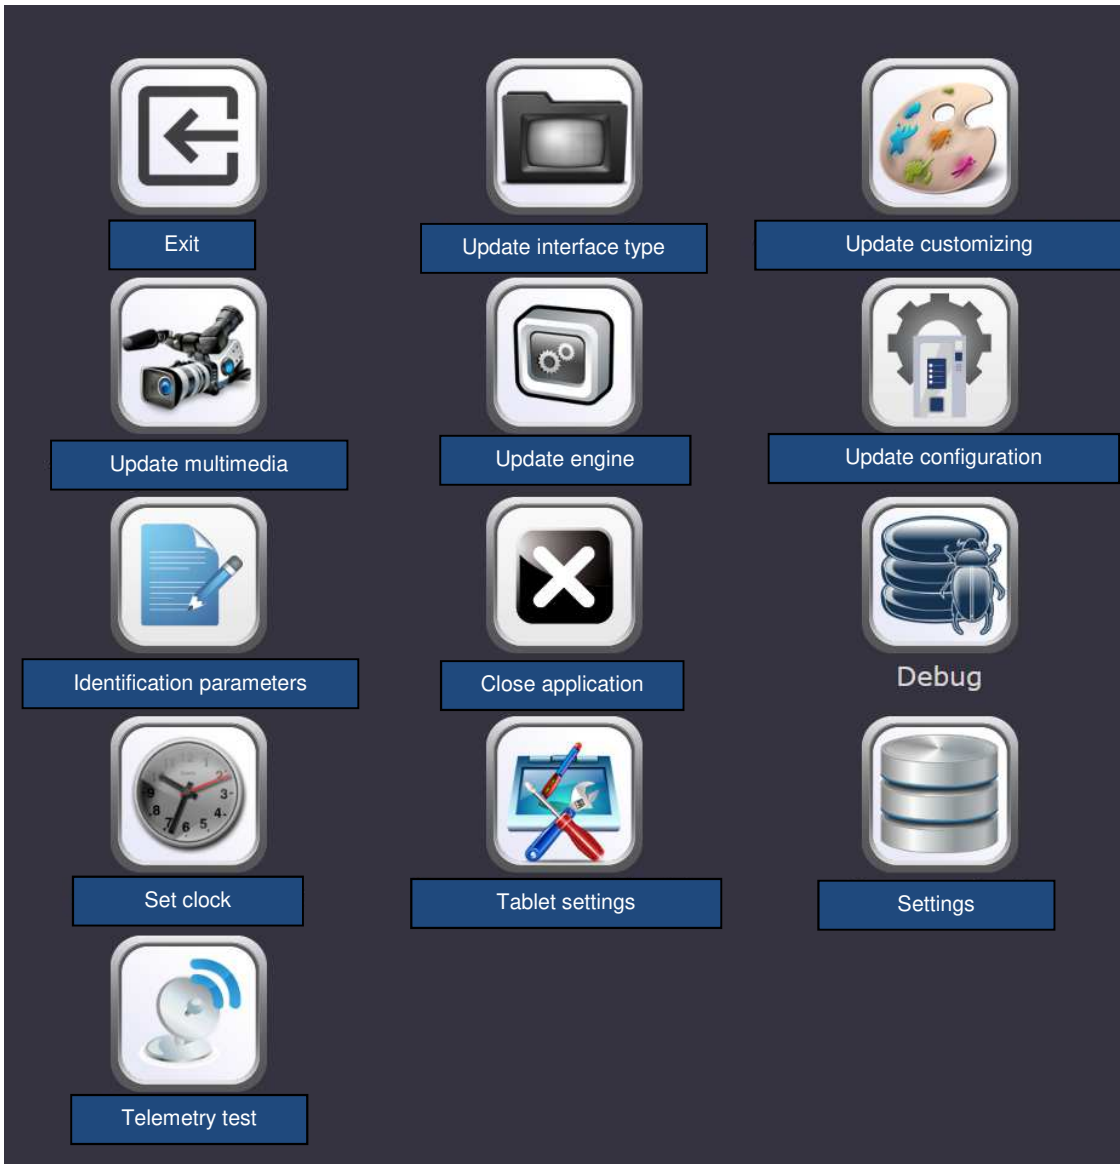 Exit
Update interface type
Update customizing
Update multimedia
Update engine
Update configuration
Identification parameters
Close application
Debug
Set clock
Tablet settings
Settings
Telemetry test